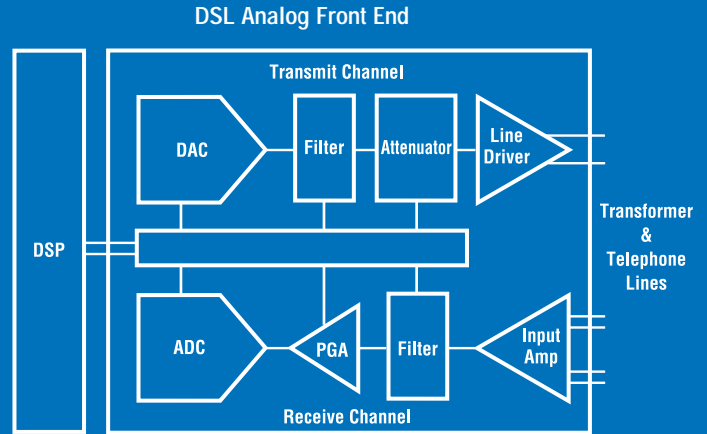 DSL Analog Front End
Transmit Channel
DAC
Filter
Attenuator
Line
Driver
DSP
Transformer
&
Telephone
Lines
ADC
PGA
Filter
Input
Amp
Receive Channel